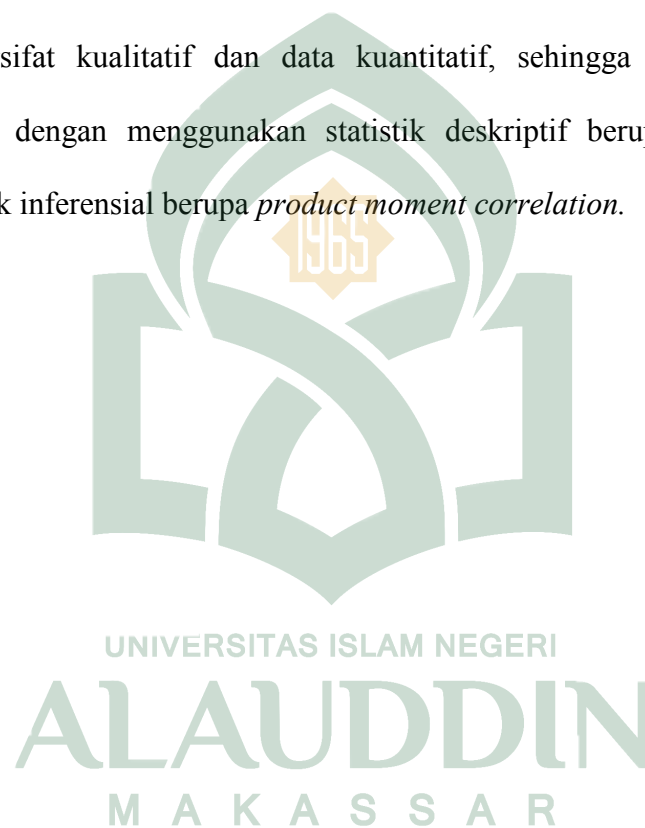 sifat kualitatif dan data kuantitatif, sehingga
dengan menggunakan statistik deskriptif beru
k inferensial berupa product moment correlation.
1965
UNIVERSITAS ISLAM NEGERI
ALAUDDIN
MAKASSAR